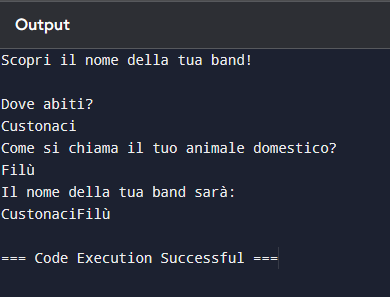 Output
Scopri il nome della tua band!
Dove abiti?
Custonaci
Come si chiama il tuo animale domestico?
Filù
Il nome della tua band sarà:
CustonaciFilù
=== Code Execution Successful ===